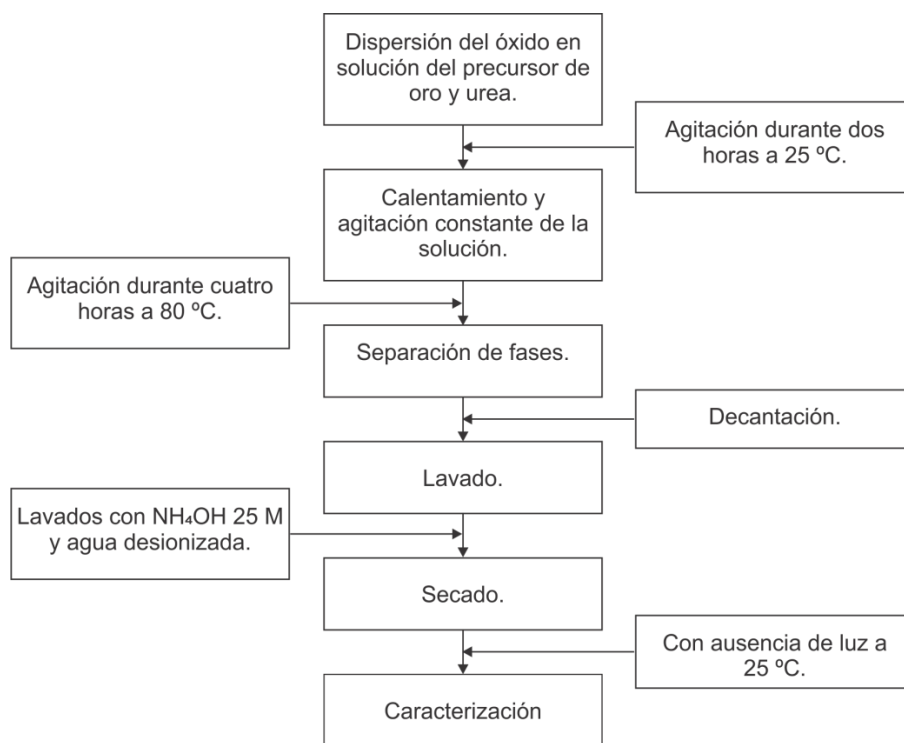 Dispersión del óxido en
solución del precursor de
oro y urea.
Agitación durante dos
horas a 25 ºC.
Calentamiento y
agitación constante de la
solución.
Agitación durante cuatro
horas a 80 ºC.
Separación de fases.
Decantación.
Lavado.
Lavados con NH₄OH 25 M
y agua desionizada.
Secado.
Con ausencia de luz a
25 ºC.
Caracterización